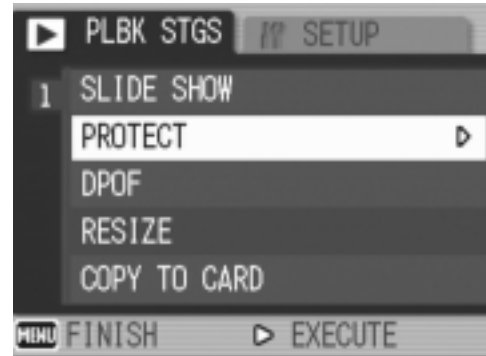 PLBK STGS SETUP
1 SLIDE SHOW
PROTECT
DPOF
RESIZE
COPY TO CARD
MENU FINISH EXECUTE